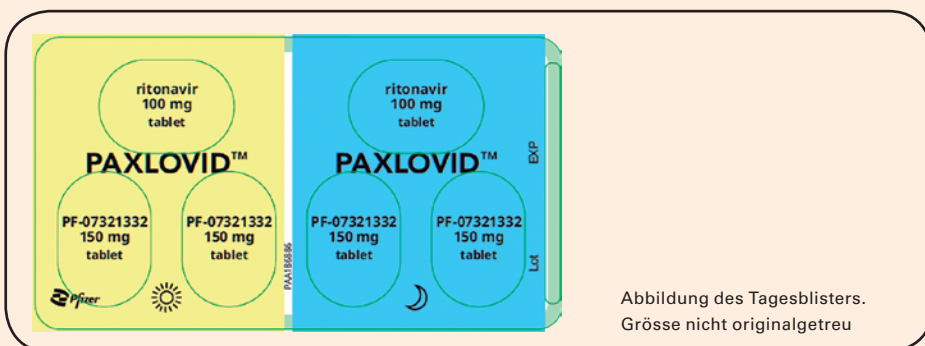 ritonavir
100 mg
tablet
PAXLOVID™
PF-07321332
150 mg
tablet
PF-07321332
150 mg
tablet
Pfizer
PAA186886
ritonavir
100 mg
tablet
PAXLOVID™
PF-07321332
150 mg
tablet
PF-07321332
150 mg
tablet
EXP
Lot
Abbildung des Tagesblisters.
Grösse nicht originalgetreu